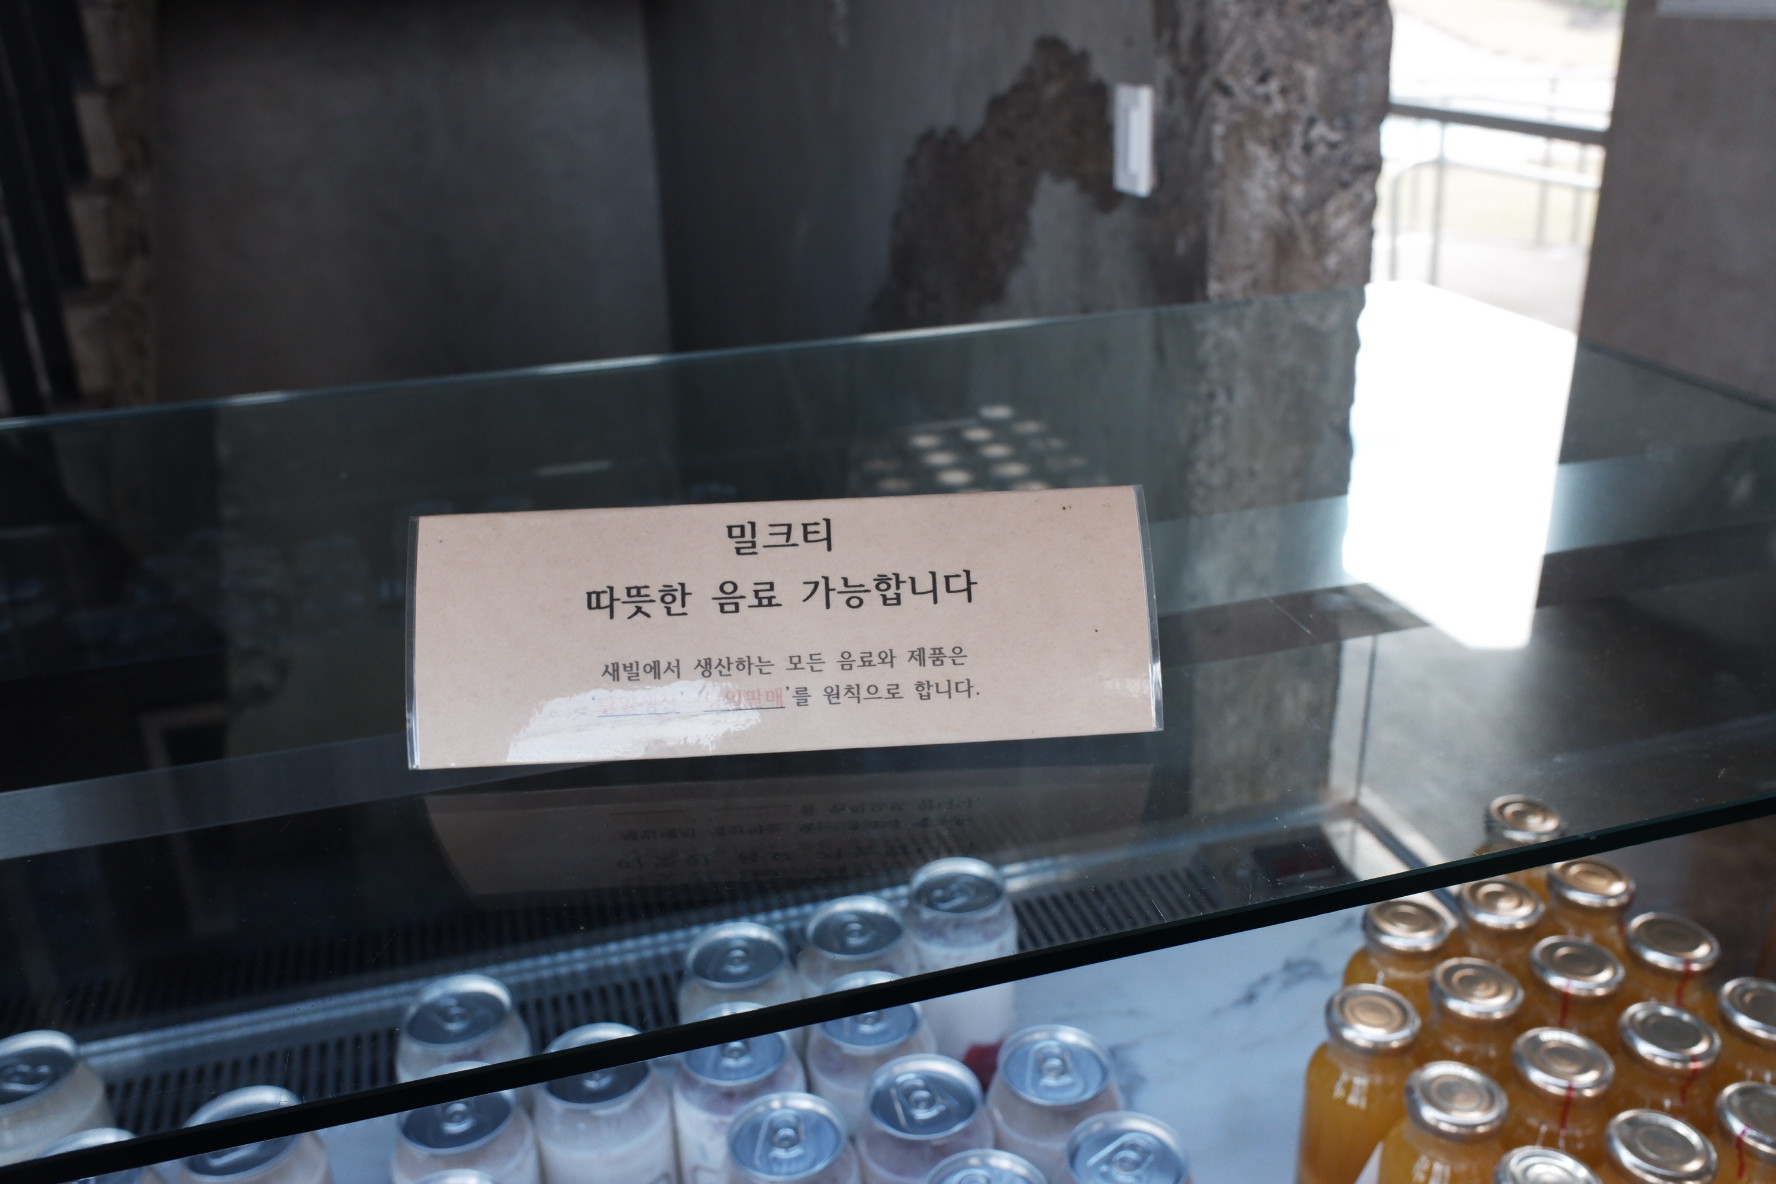 밀크티
따뜻한 음료 가능합니다
새빌에서 생산하는 모든 음료와 제품은
'를 원칙으로 합니다.